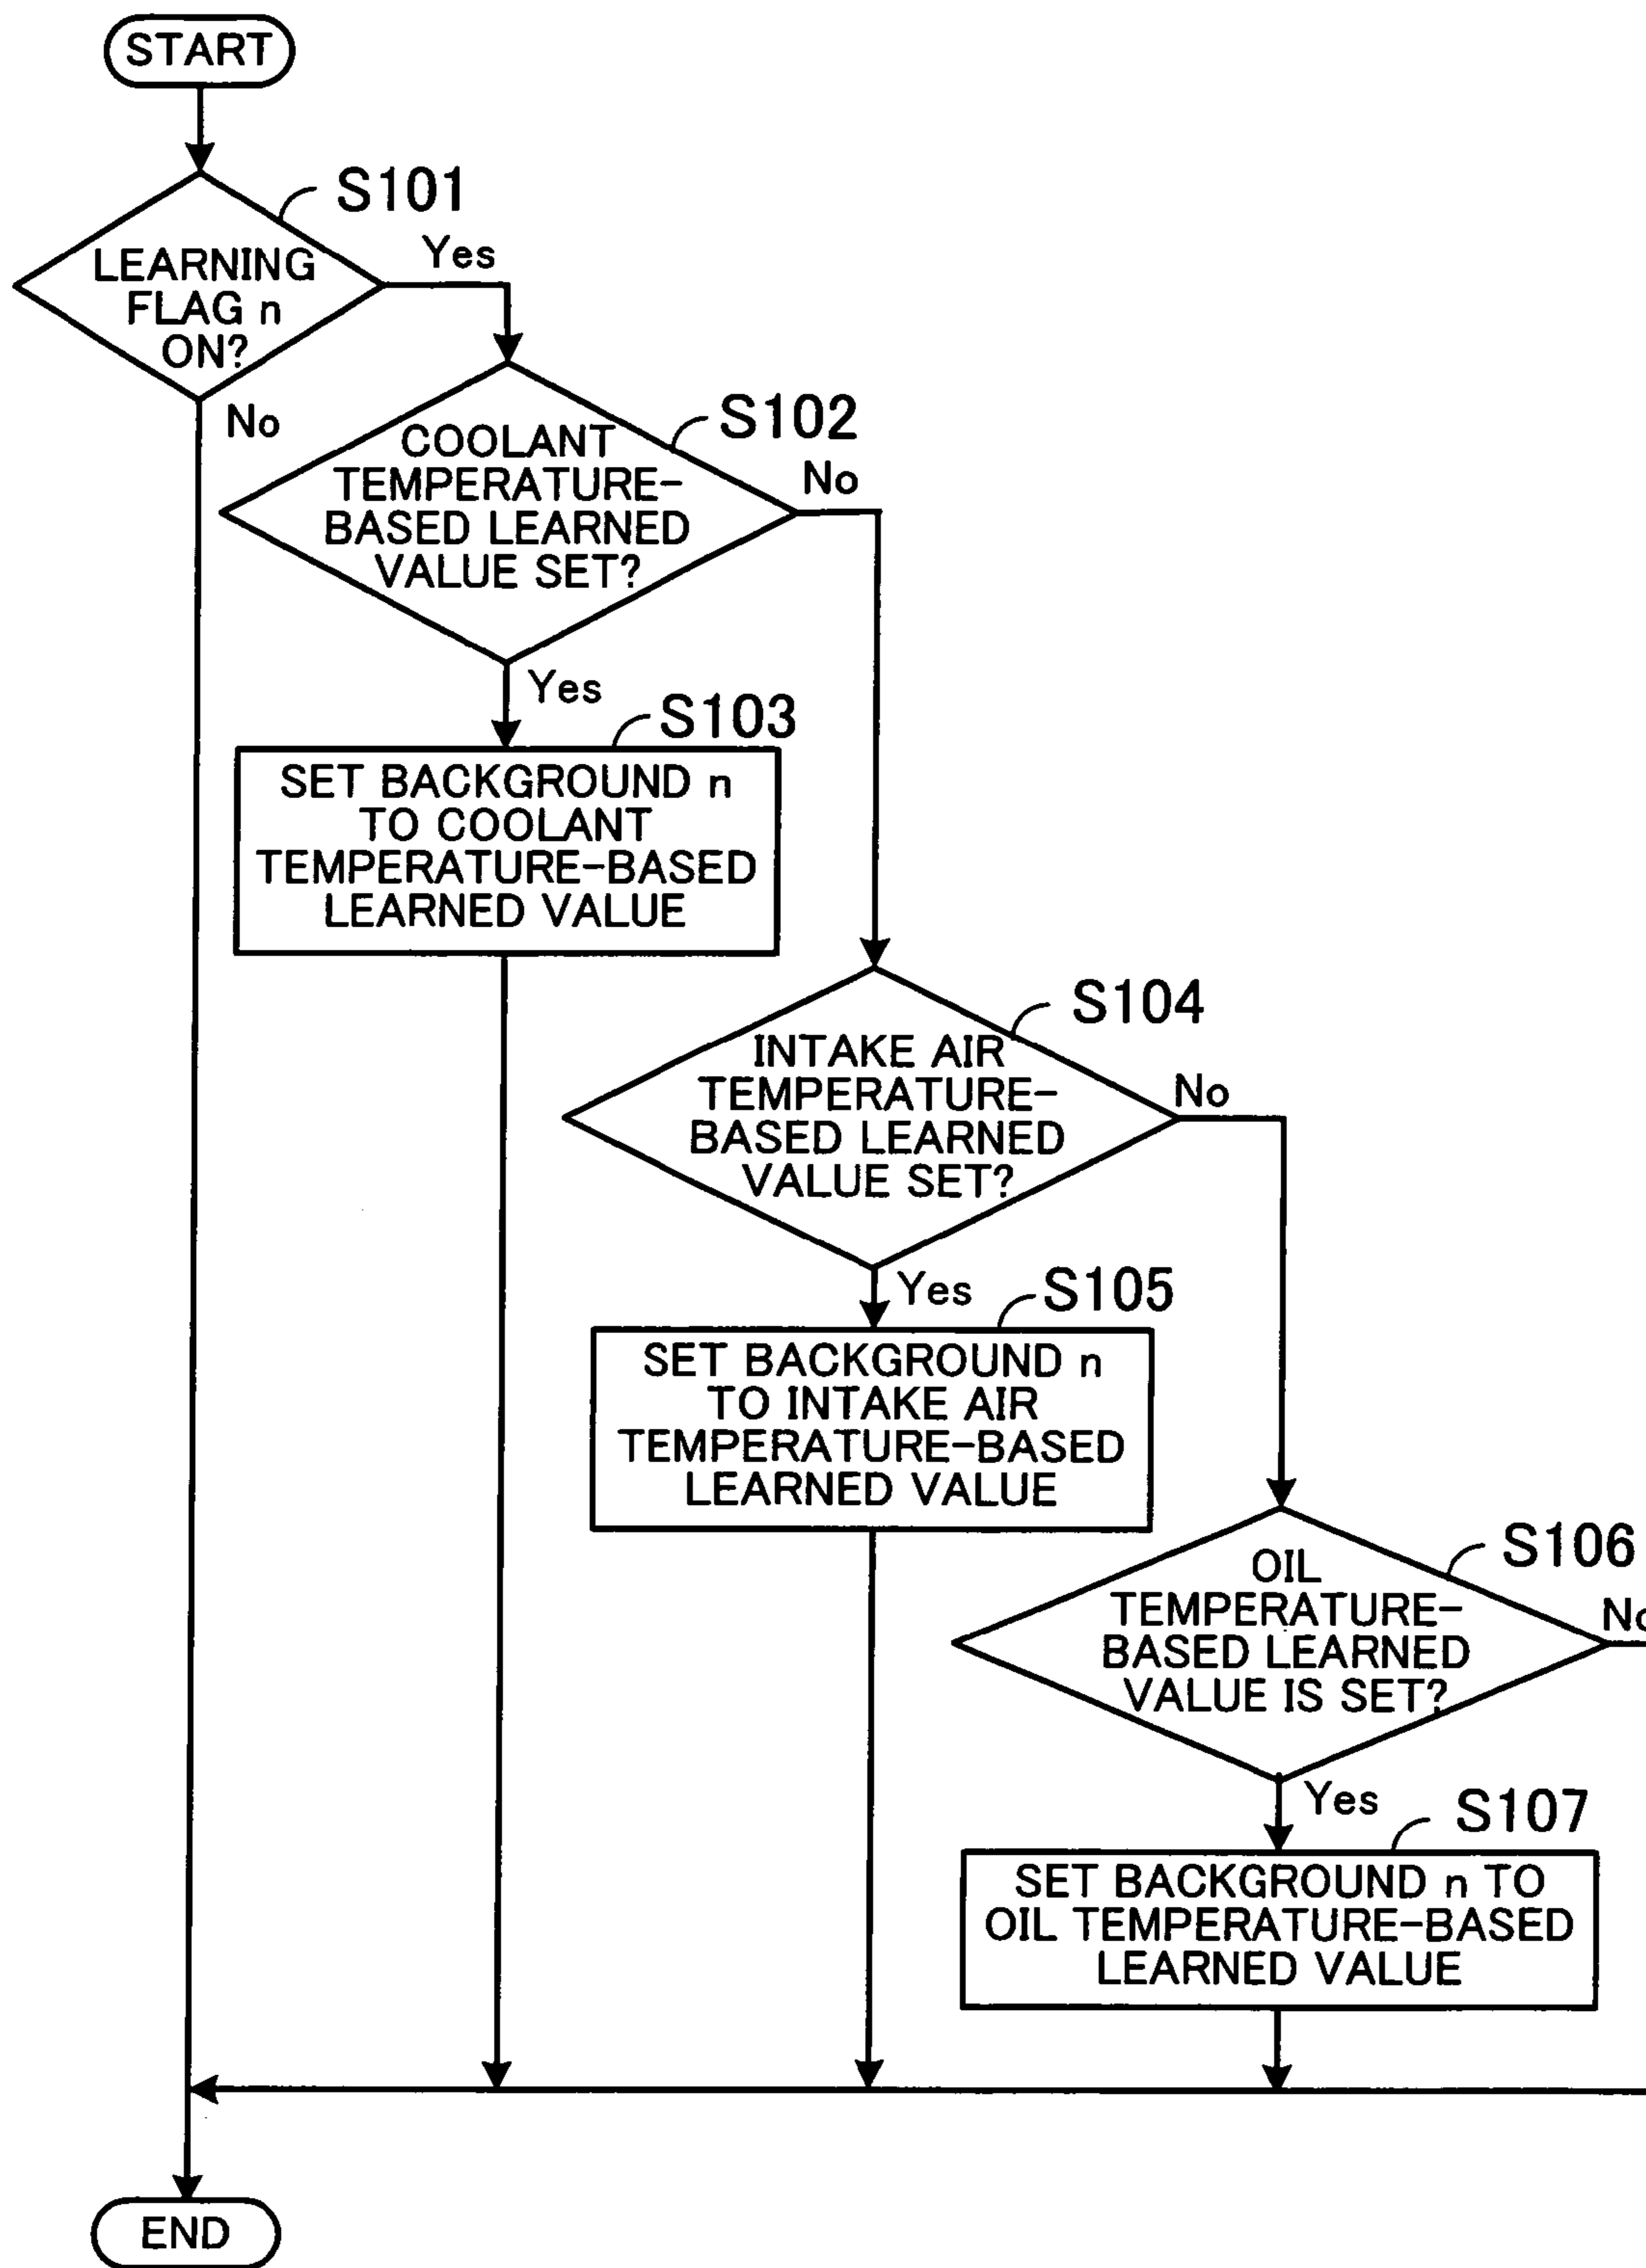 START
S101
LEARNING
FLAG n
ON?
Yes
No
S102
COOLANT
TEMPERATURE-
BASED LEARNED
VALUE SET?
No
Yes
S103
SET BACKGROUND n
TO COOLANT
TEMPERATURE-BASED
LEARNED VALUE
S104
INTAKE AIR
TEMPERATURE-
BASED LEARNED
VALUE SET?
No
Yes
S105
SET BACKGROUND n
TO INTAKE AIR
TEMPERATURE-BASED
LEARNED VALUE
S106
OIL
TEMPERATURE-
BASED LEARNED
VALUE IS SET?
No
Yes
S107
SET BACKGROUND n TO
OIL TEMPERATURE-BASED
LEARNED VALUE
END